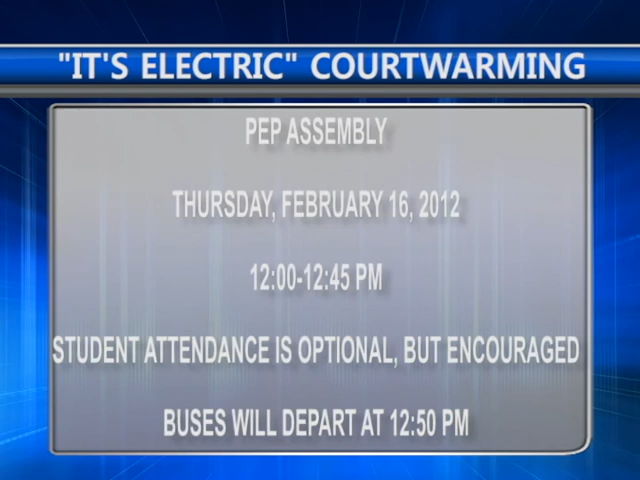 "IT'S ELECTRIC" COURTWARMING
PEP ASSEMBLY
THURSDAY, FEBRUARY 16, 2012
12:00-12:45 PM
STUDENT ATTENDANCE IS OPTIONAL, BUT ENCOURAGED
BUSES WILL DEPART AT 12:50 PM